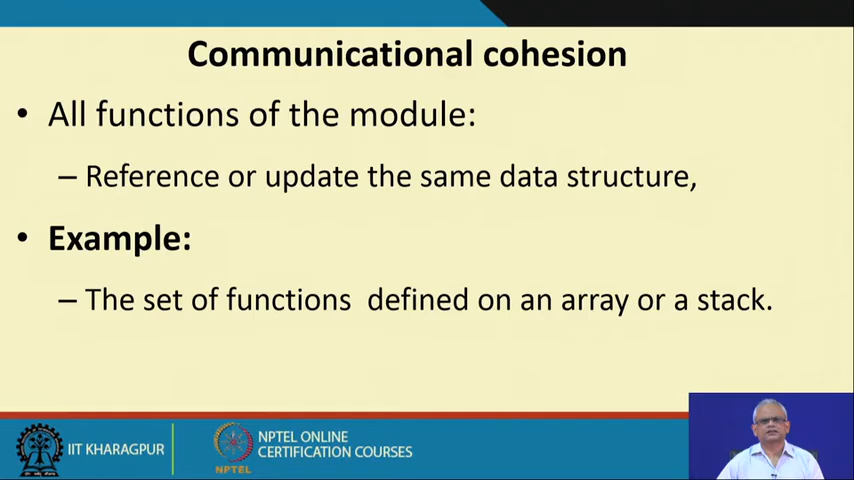 Communicational cohesion
• All functions of the module:
– Reference or update the same data structure,
• Example:
– The set of functions defined on an array or a stack.
IIT KHARAGPUR
NPTEL
NPTEL ONLINE
CERTIFICATION COURSES